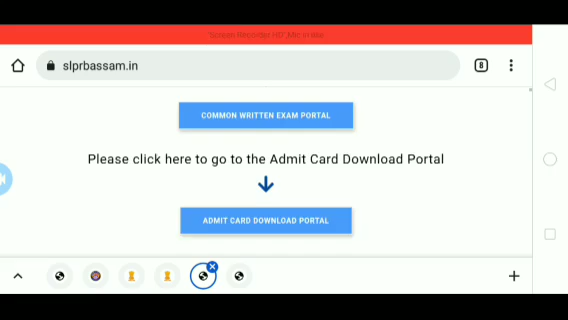 "Screen Recorder HD",Mic in use
slprbassam.in
8
COMMON WRITTEN EXAM PORTAL
Please click here to go to the Admit Card Download Portal
ADMIT CARD DOWNLOAD PORTAL